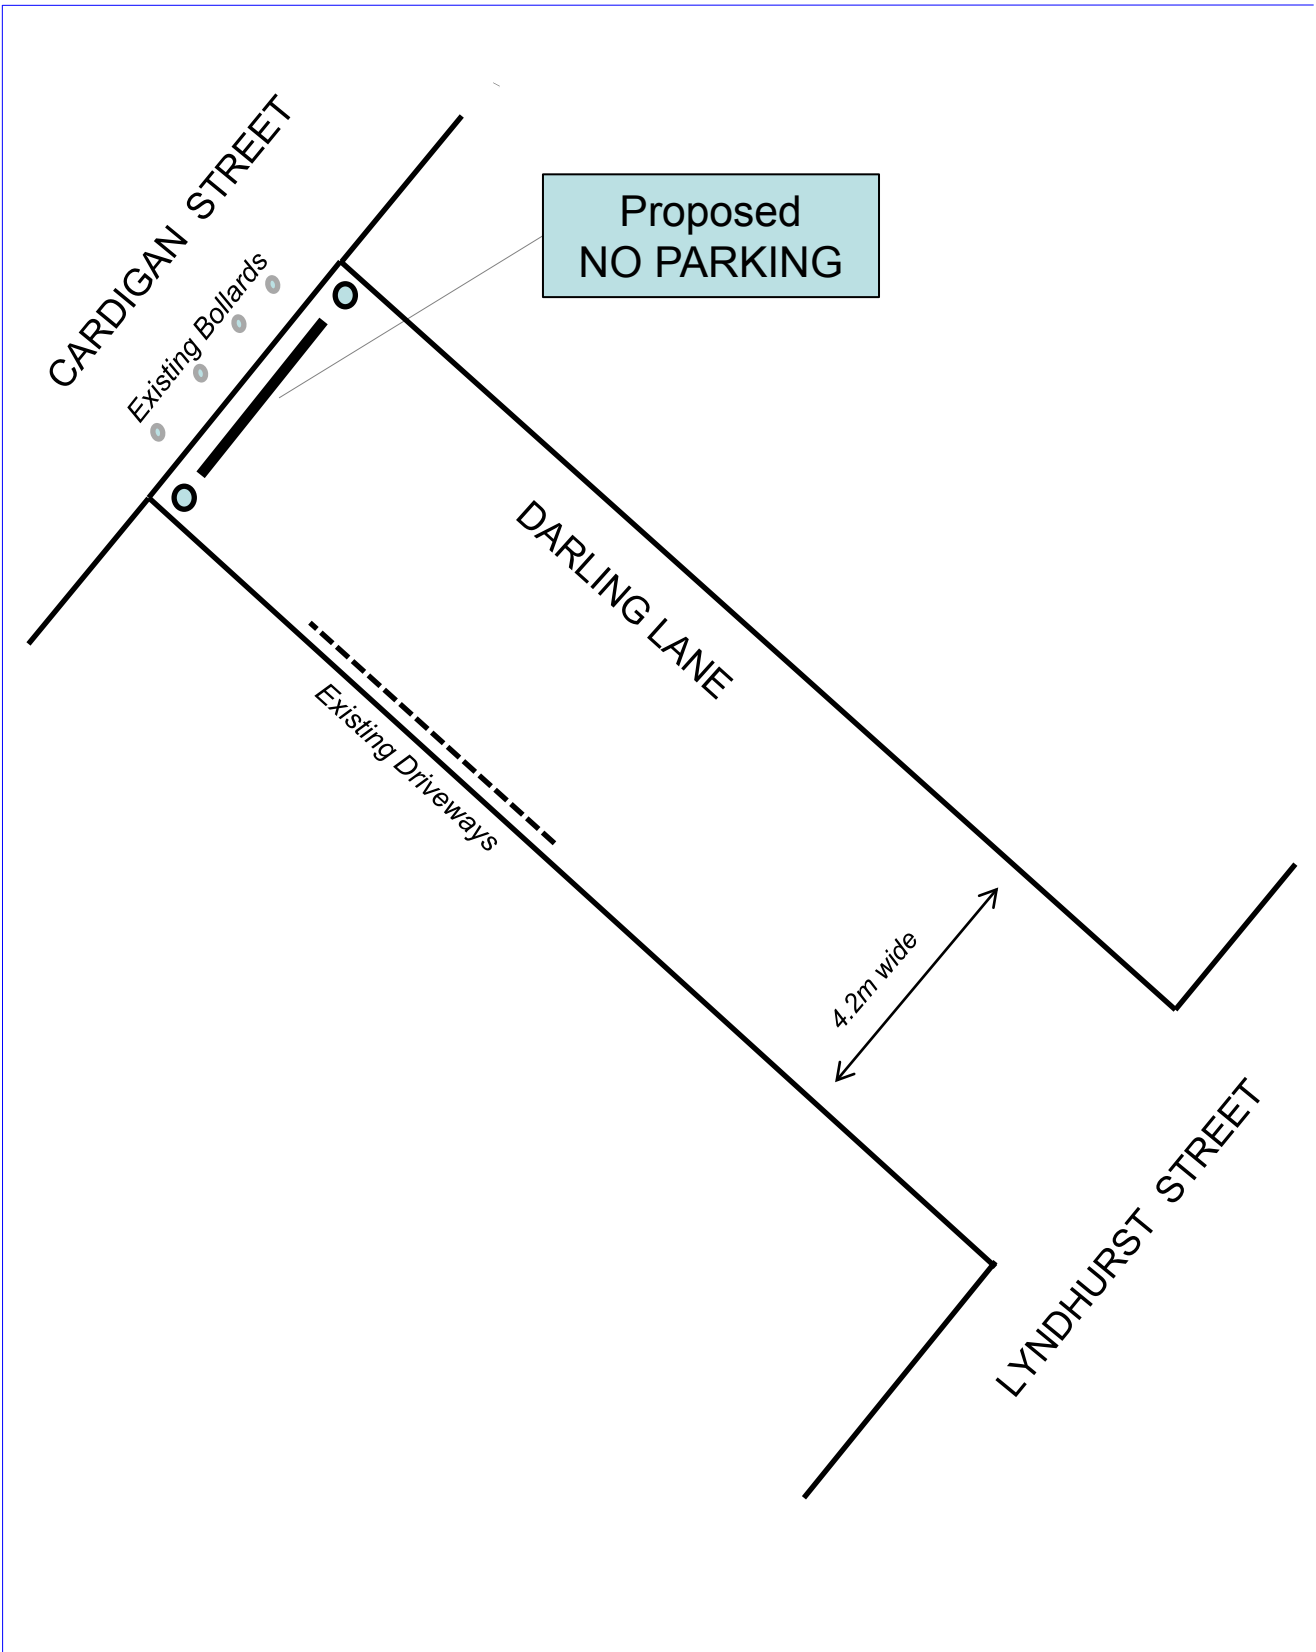 CARDIGAN STREET
Proposed
NO PARKING
Existing Bollards
DARLING LANE
Existing Driveways
4.2m wide
LYNDHURST STREET